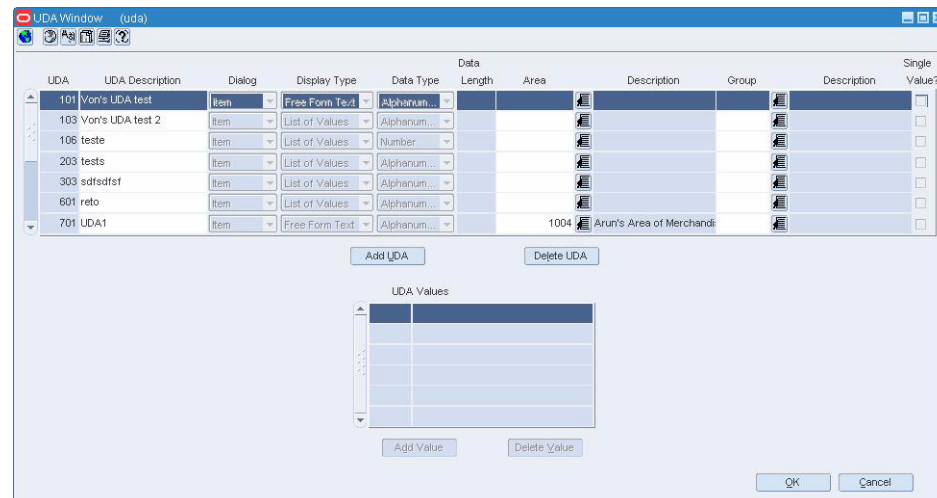 UDA Window (uda)
Data
Single
UDA UDA Description Dialog Display Type Data Type Length Area Description Group Description Value?
101 Von's UDA test Item Free Form Text Alphanum...
103 Von's UDA test 2 Item List of Values Alphanum...
106 teste Item List of Values Number
203 tests Item List of Values Alphanum...
303 sdfsdfsf Item List of Values Alphanum...
601 reto Item List of Values Alphanum...
701 UDA1 Item Free Form Text Alphanum... 1004 Arun's Area of Merchandi
Add UDA Delete UDA
UDA Values
Add Value Delete Value
OK Cancel